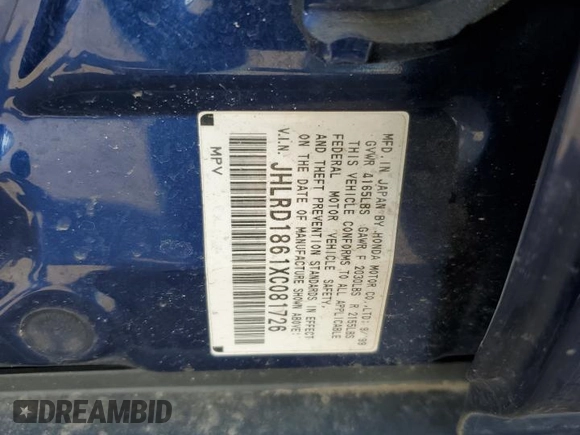 MFD. IN JAPAN BY HONDA MOTOR CO., LTD. 9/'99
GVWR 4165LBS GAWR F 2030LBS R 2155LBS
THIS VEHICLE CONFORMS TO ALL APPLICABLE
FEDERAL MOTOR VEHICLE SAFETY,
AND THEFT PREVENTION STANDARDS IN EFFECT
ON THE DATE OF MANUFACTURE SHOWN ABOVE.
V.I.N. JHLRD1861XC081726
MPV
DREAMBID